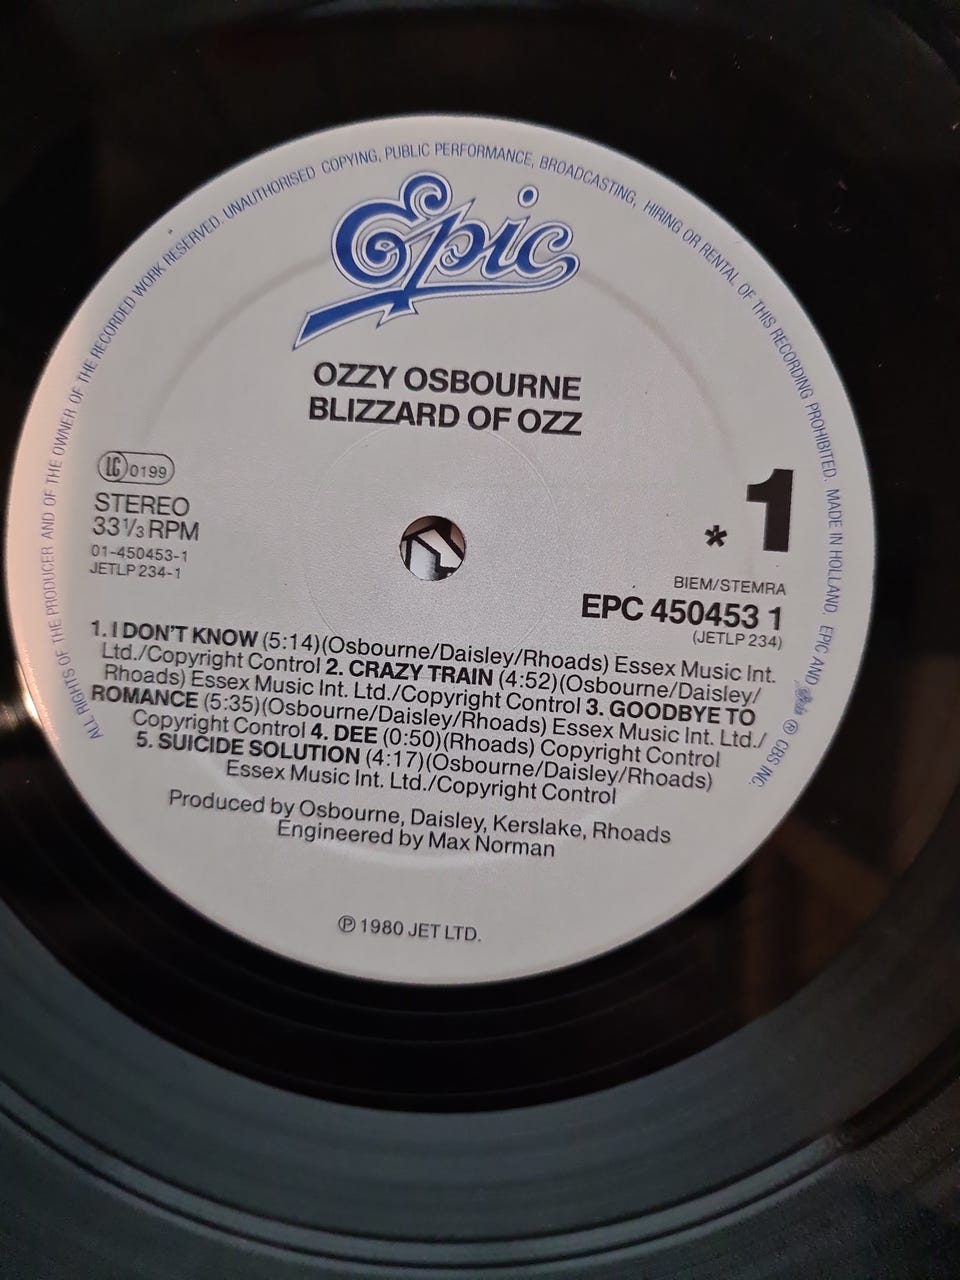 ALL RIGHTS OF THE PRODUCER AND OF THE OWNER OF THE RECORDED WORK RESERVED. UNAUTHORISED COPYING, PUBLIC PERFORMANCE, BROADCASTING, HIRING OR RENTAL OF THIS RECORDING PROHIBITED. MADE IN HOLLAND. EPIC AND Epic ℗ CBS INC.
Epic
OZZY OSBOURNE
BLIZZARD OF OZZ
LC 0199
STEREO
33 1/3 RPM
01-450453-1
JETLP 234-1
* 1
BIEM/STEMRA
EPC 450453 1
(JETLP 234)
1. I DON'T KNOW (5:14)(Osbourne/Daisley/Rhoads) Essex Music Int.
Ltd./Copyright Control 2. CRAZY TRAIN (4:52)(Osbourne/Daisley/
Rhoads) Essex Music Int. Ltd./Copyright Control 3. GOODBYE TO
ROMANCE (5:35)(Osbourne/Daisley/Rhoads) Essex Music Int. Ltd./
Copyright Control 4. DEE (0:50)(Rhoads) Copyright Control
5. SUICIDE SOLUTION (4:17)(Osbourne/Daisley/Rhoads)
Essex Music Int. Ltd./Copyright Control
Produced by Osbourne, Daisley, Kerslake, Rhoads
Engineered by Max Norman
℗ 1980 JET LTD.